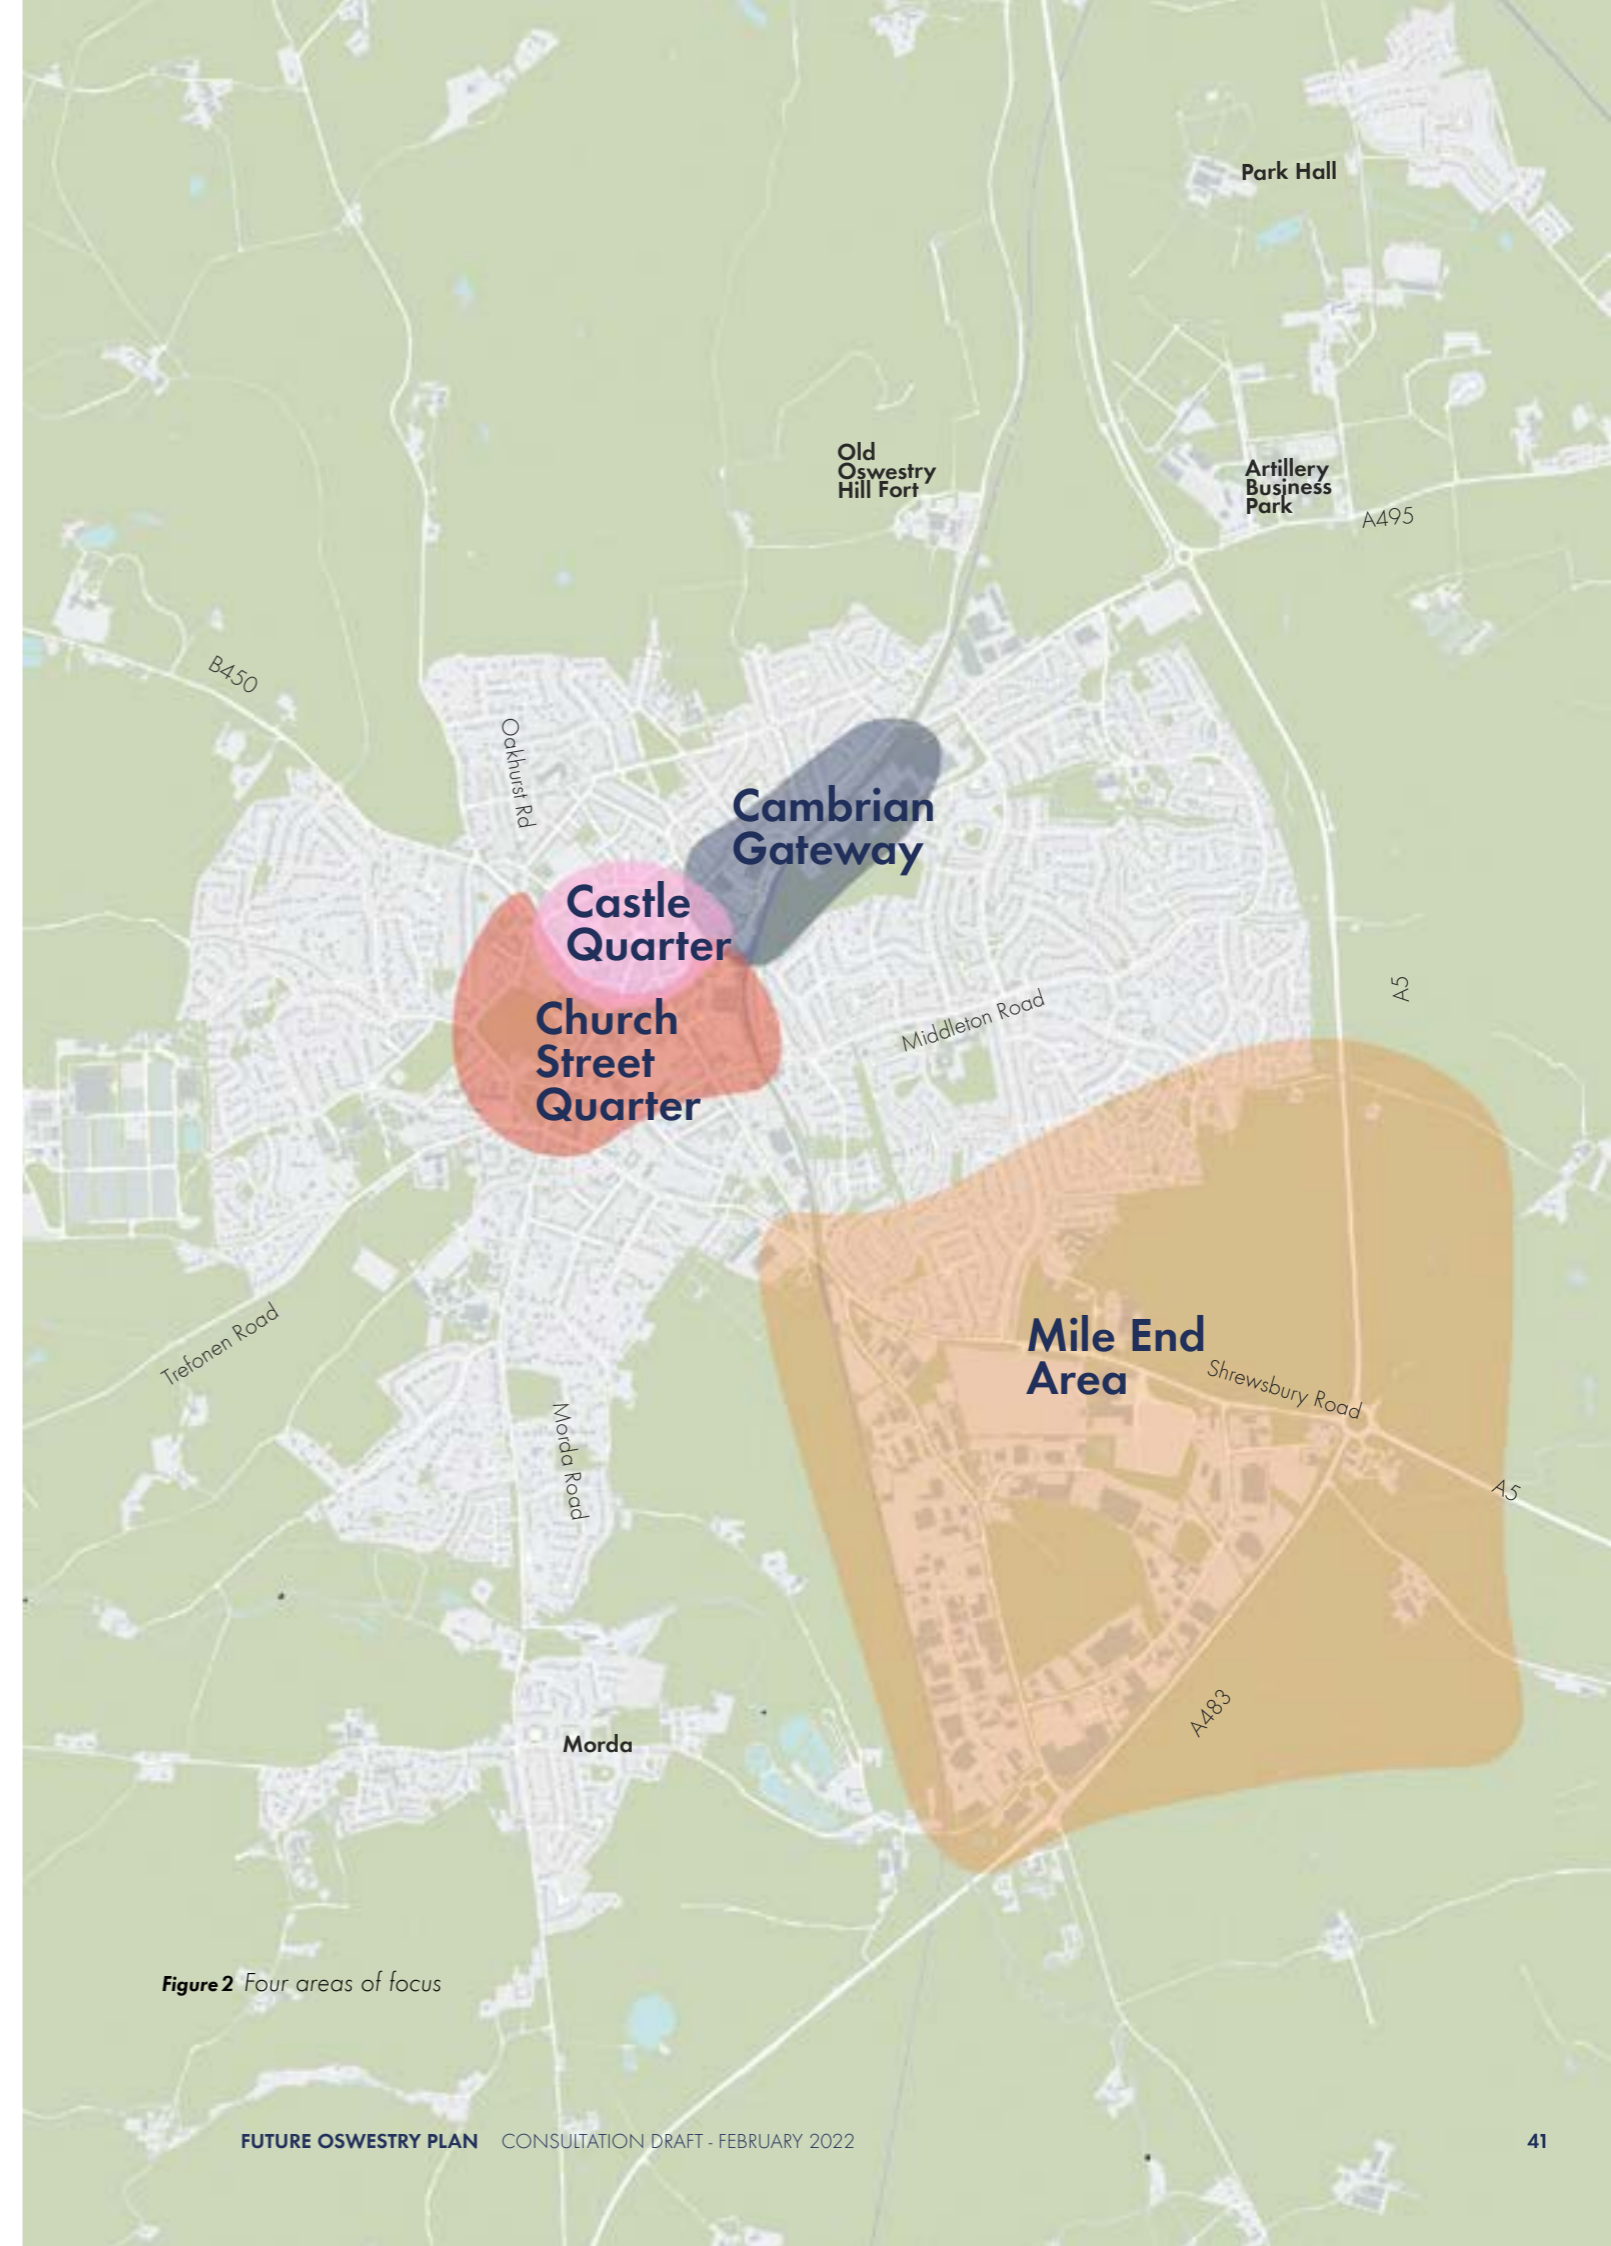 Park Hall
Old
Oswestry
Hill Fort
Artillery
Business
Park
A495
B450
Oakhurst Rd
Cambrian
Gateway
Castle
Quarter
A5
Church
Street
Quarter
Middleton Road
Mile End
Area
Shrewsbury Road
Trefonen Road
Morda Road
A5
A483
Morda
Figure 2 Four areas of focus
FUTURE OSWESTRY PLAN CONSULTATION DRAFT - FEBRUARY 2022
41